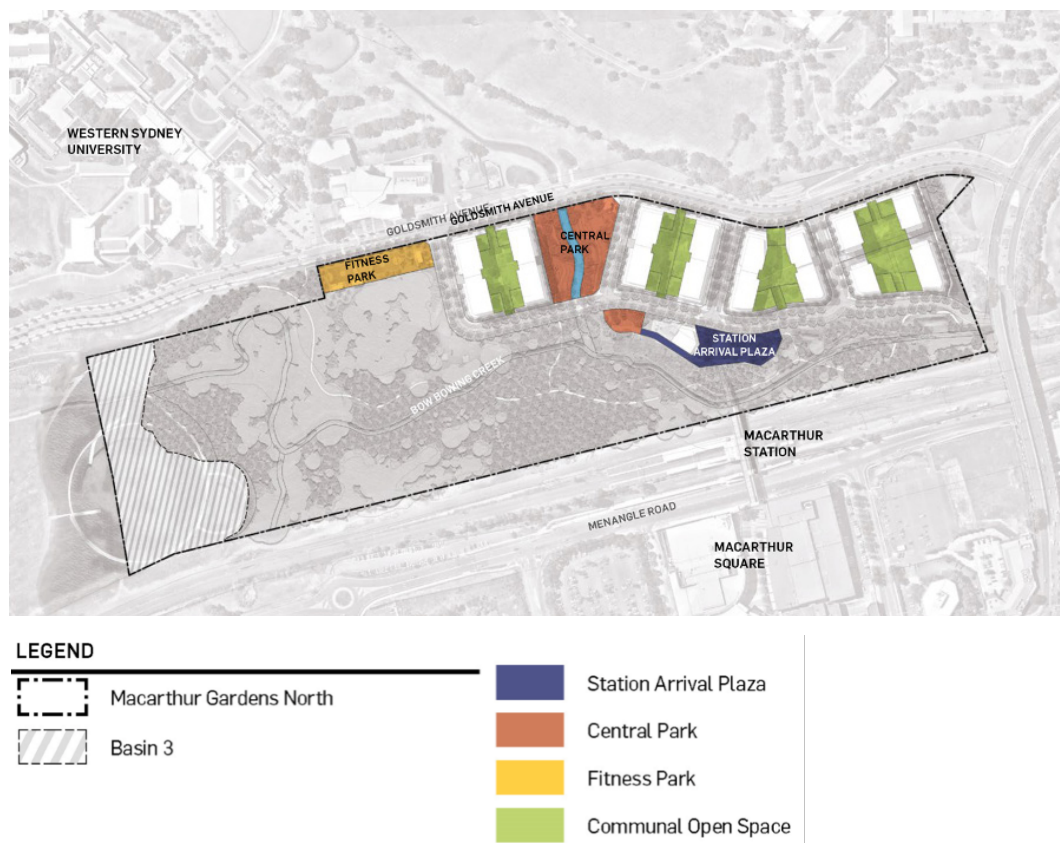 WESTERN SYDNEY
UNIVERSITY
GOLDSMITH AVENUE
GOLDSMITH AVENUE
CENTRAL
PARK
FITNESS
PARK
STATION
ARRIVAL PLAZA
BOW BOWING CREEK
MACARTHUR
STATION
MENANGLE ROAD
MACARTHUR
SQUARE
LEGEND
Macarthur Gardens North
Basin 3
Station Arrival Plaza
Central Park
Fitness Park
Communal Open Space